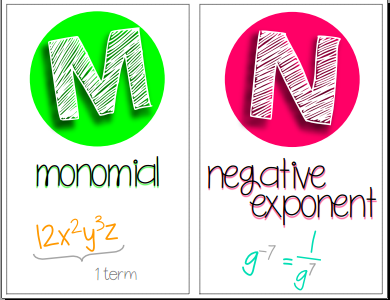 M
monomial
12x²y³z
1 term
N
negative
exponent
g⁻⁷ = 1/g⁷